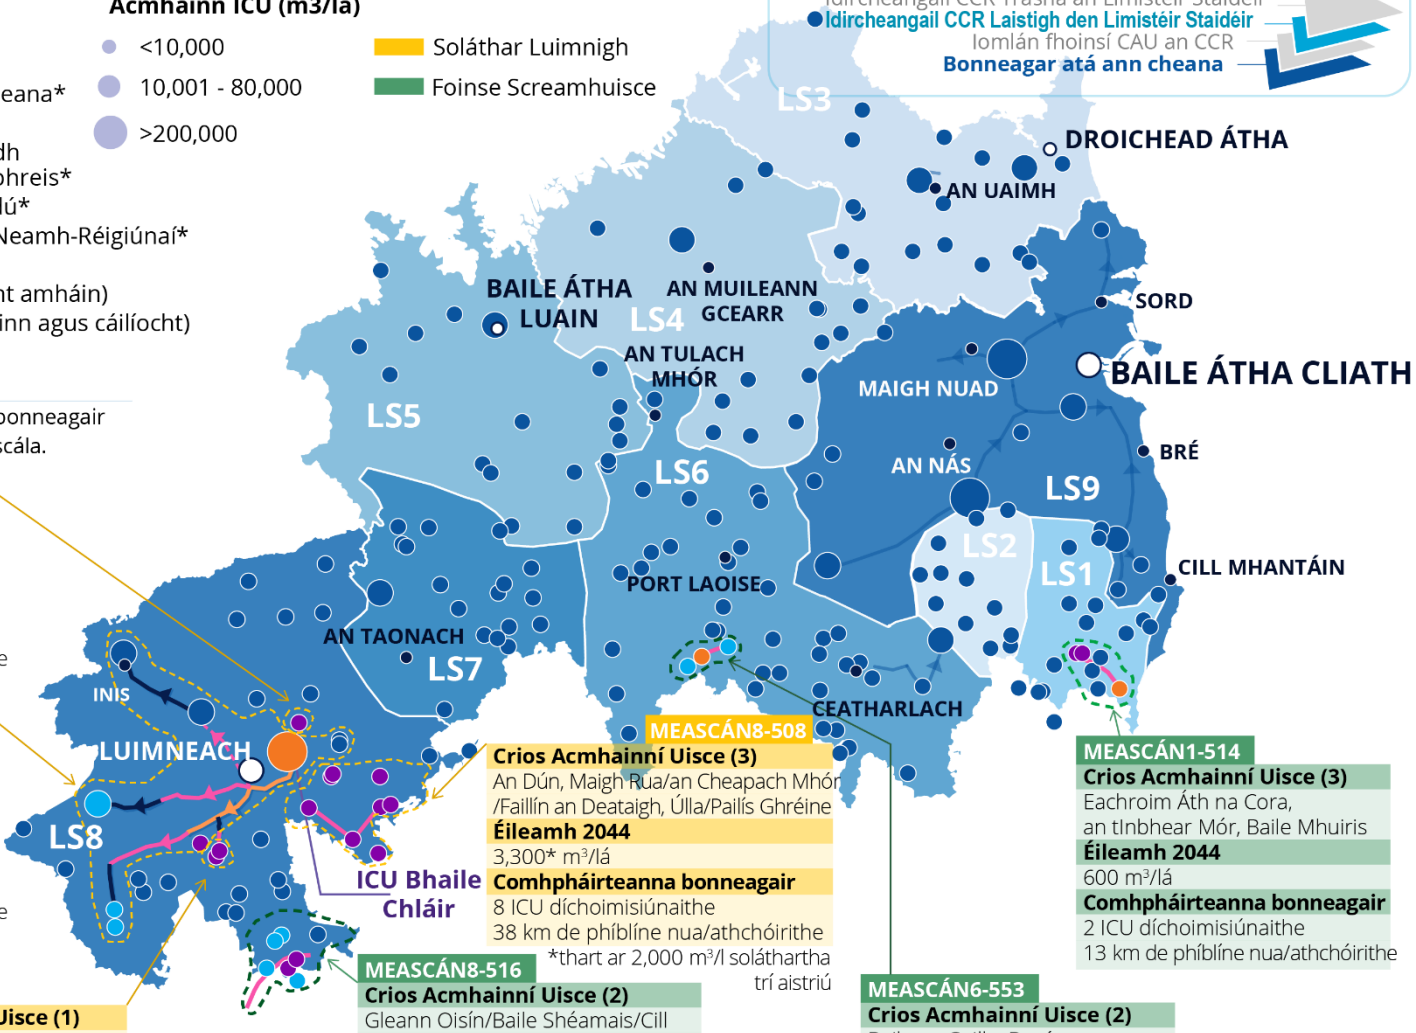 Acmhainn ICU (m3/lá)
<10,000
10,001 - 80,000
>200,000
Soláthar Luimnigh
Foinse Screamhuisce
eana*
dh
phreis*
lú*
Neamh-Réigiúnaí*
nt amháin)
inn agus cáilíocht)
bonneagair
scála.
Idircheangail CCR Trasna an Limistéir Staidéir
Idircheangail CCR Laistigh den Limistéir Staidéir
Iomlán fhoinsí CAU an CCR
Bonneagar atá ann cheana
LS3
DROICHEAD ÁTHA
AN UAIMH
BAILE ÁTHA
LUAIN
AN MUILEANN
GCEARR
LS4
SORD
AN TULACH
MHÓR
MAIGH NUAD
BAILE ÁTHA CLIATH
LS5
BRÉ
AN NÁS
LS6
LS9
LS2
LS1
CILL MHANTÁIN
PORT LAOISE
AN TAONACH
LS7
INIS
CEATHARLACH
LUIMNEACH
LS8
ICU Bhaile
Chláir
MEASCÁN8-508
Crios Acmhainní Uisce (3)
An Dún, Maigh Rua/an Cheapach Mhór
/Faillín an Deataigh, Úlla/Pailís Ghréine
Éileamh 2044
3,300* m³/lá
Comhpháirteanna bonneagair
8 ICU díchoimisiúnaithe
38 km de phíblíne nua/athchóirithe
*thart ar 2,000 m³/l soláthartha
trí aistriú
MEASCÁN1-514
Crios Acmhainní Uisce (3)
Eachroim Áth na Cora,
an tInbhear Mór, Baile Mhuiris
Éileamh 2044
600 m³/lá
Comhpháirteanna bonneagair
2 ICU díchoimisiúnaithe
13 km de phíblíne nua/athchóirithe
MEASCÁN8-516
Crios Acmhainní Uisce (2)
Gleann Oisín/Baile Shéamais/Cill
MEASCÁN6-553
Crios Acmhainní Uisce (2)
Uisce (1)